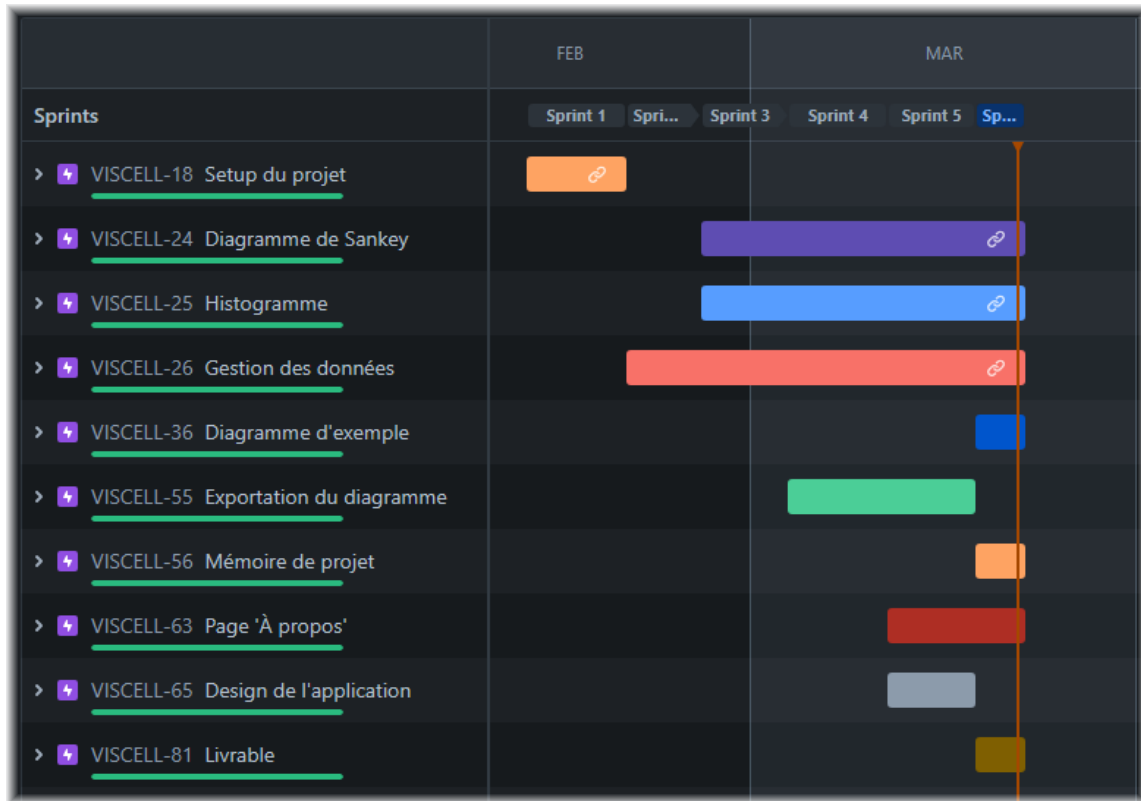 FEB MAR
Sprints Sprint 1 Spri... Sprint 3 Sprint 4 Sprint 5 Sp...
VISCELL-18 Setup du projet
VISCELL-24 Diagramme de Sankey
VISCELL-25 Histogramme
VISCELL-26 Gestion des données
VISCELL-36 Diagramme d'exemple
VISCELL-55 Exportation du diagramme
VISCELL-56 Mémoire de projet
VISCELL-63 Page 'À propos'
VISCELL-65 Design de l'application
VISCELL-81 Livrable